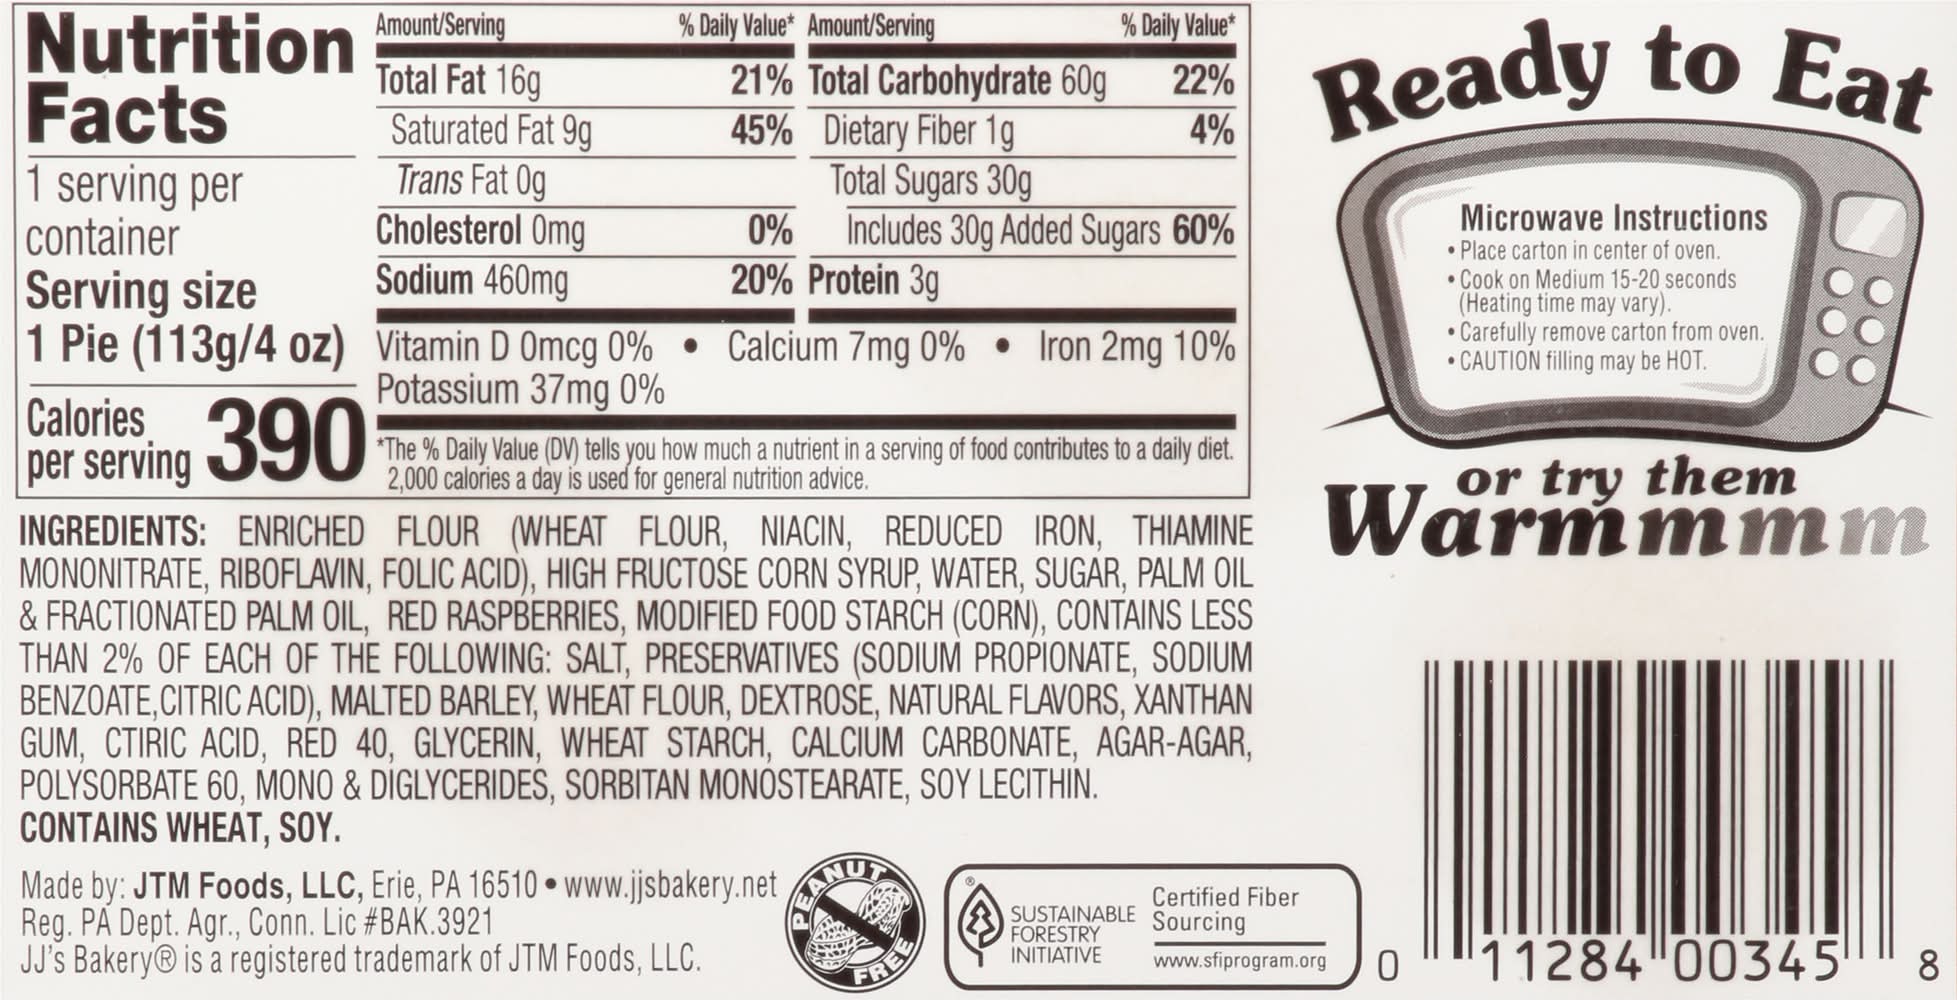 Nutrition
Facts
1 serving per
container
Serving size
1 Pie (113g/4 oz)
Calories
per serving 390
Amount/Serving % Daily Value*
Total Fat 16g 21%
Saturated Fat 9g 45%
Trans Fat 0g
Cholesterol 0mg 0%
Sodium 460mg 20%
Amount/Serving % Daily Value*
Total Carbohydrate 60g 22%
Dietary Fiber 1g 4%
Total Sugars 30g
Includes 30g Added Sugars 60%
Protein 3g
Vitamin D 0mcg 0% • Calcium 7mg 0% • Iron 2mg 10%
Potassium 37mg 0%
*The % Daily Value (DV) tells you how much a nutrient in a serving of food contributes to a daily diet.
2,000 calories a day is used for general nutrition advice.
INGREDIENTS: ENRICHED FLOUR (WHEAT FLOUR, NIACIN, REDUCED IRON, THIAMINE
MONONITRATE, RIBOFLAVIN, FOLIC ACID), HIGH FRUCTOSE CORN SYRUP, WATER, SUGAR, PALM OIL
& FRACTIONATED PALM OIL, RED RASPBERRIES, MODIFIED FOOD STARCH (CORN), CONTAINS LESS
THAN 2% OF EACH OF THE FOLLOWING: SALT, PRESERVATIVES (SODIUM PROPIONATE, SODIUM
BENZOATE,CITRIC ACID), MALTED BARLEY, WHEAT FLOUR, DEXTROSE, NATURAL FLAVORS, XANTHAN
GUM, CTIRIC ACID, RED 40, GLYCERIN, WHEAT STARCH, CALCIUM CARBONATE, AGAR-AGAR,
POLYSORBATE 60, MONO & DIGLYCERIDES, SORBITAN MONOSTEARATE, SOY LECITHIN.
CONTAINS WHEAT, SOY.
Made by: JTM Foods, LLC, Erie, PA 16510 • www.jjsbakery.net
Reg. PA Dept. Agr., Conn. Lic #BAK.3921
JJ's Bakery® is a registered trademark of JTM Foods, LLC.
PEANUT
FREE
®
SUSTAINABLE
FORESTRY
INITIATIVE
Certified Fiber
Sourcing
www.sfiprogram.org
Ready to Eat
Microwave Instructions
• Place carton in center of oven.
• Cook on Medium 15-20 seconds
(Heating time may vary).
• Carefully remove carton from oven.
• CAUTION filling may be HOT.
or try them
Warmmmm
0 11284 00345 8